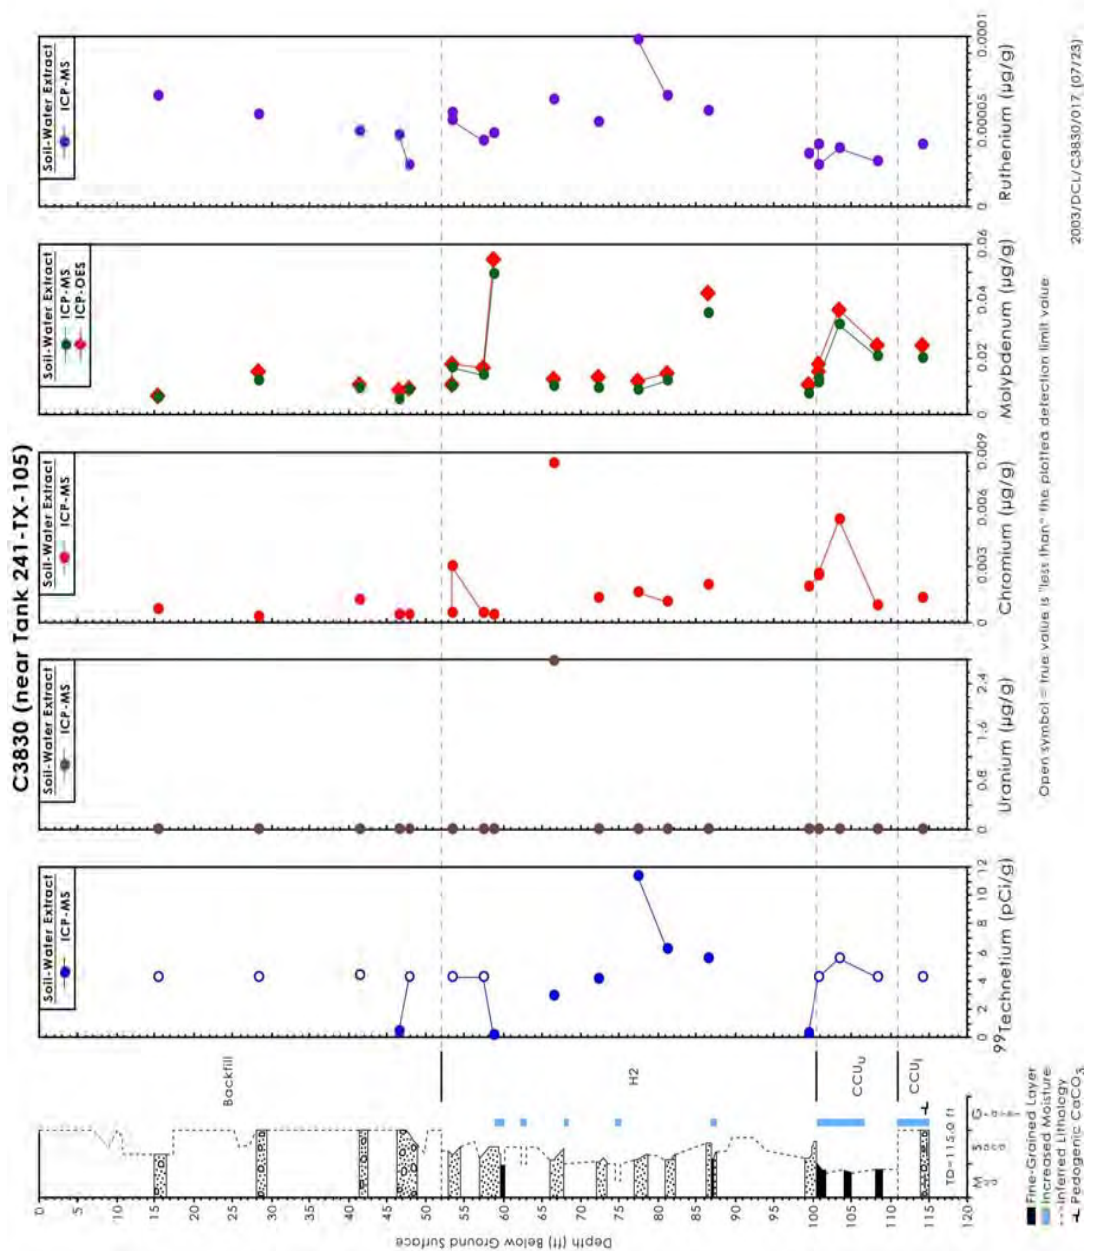 C3830 (near Tank 241-TX-105)
Soil-Water Extract
ICP-MS
0 0.00005 0.0001
Ruthenium (µg/g)
Soil-Water Extract
ICP-MS
ICP-OES
0 0.02 0.04 0.06
Molybdenum (µg/g)
Soil-Water Extract
ICP-MS
0 0.003 0.006 0.009
Chromium (µg/g)
Soil-Water Extract
ICP-MS
0 0.8 1.6 2.4
Uranium (µg/g)
Soil-Water Extract
ICP-MS
0 2 4 6 8 10 12
99Technetium (pCi/g)
Backfill
H2
CCUu
CCUl
TD=115.0 ft
0 5 10 15 20 25 30 35 40 45 50 55 60 65 70 75 80 85 90 95 100 105 110 115 120
Depth (ft) Below Ground Surface
Fine-Grained Layer
Increased Moisture
Inferred Lithology
Pedogenic CaCO3
Open symbol = true value is "less than" the plotted detection limit value
2003/DCL/C3830/017 (07/23)